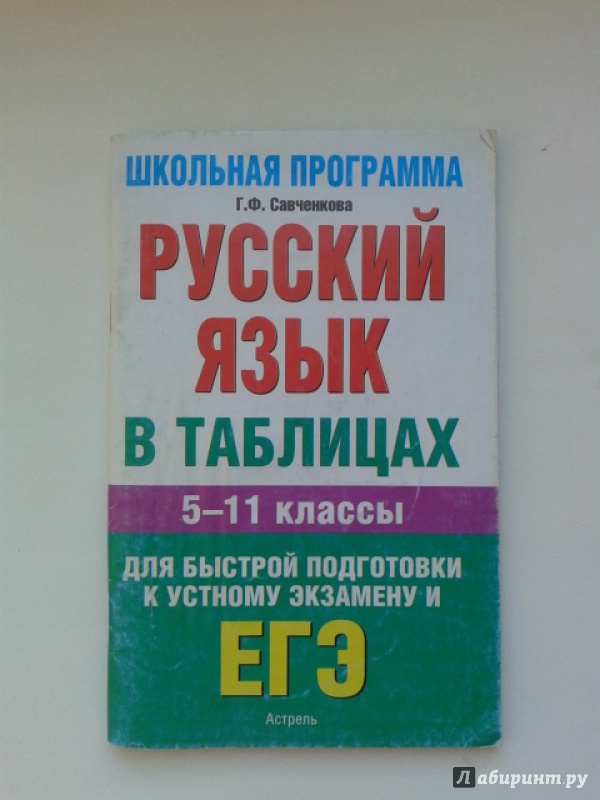 ШКОЛЬНАЯ ПРОГРАММА
Г.Ф. Савченкова
РУССКИЙ
ЯЗЫК
В ТАБЛИЦАХ
5–11 классы
ДЛЯ БЫСТРОЙ ПОДГОТОВКИ
К УСТНОМУ ЭКЗАМЕНУ И
ЕГЭ
Астрель
Лабиринт.ру